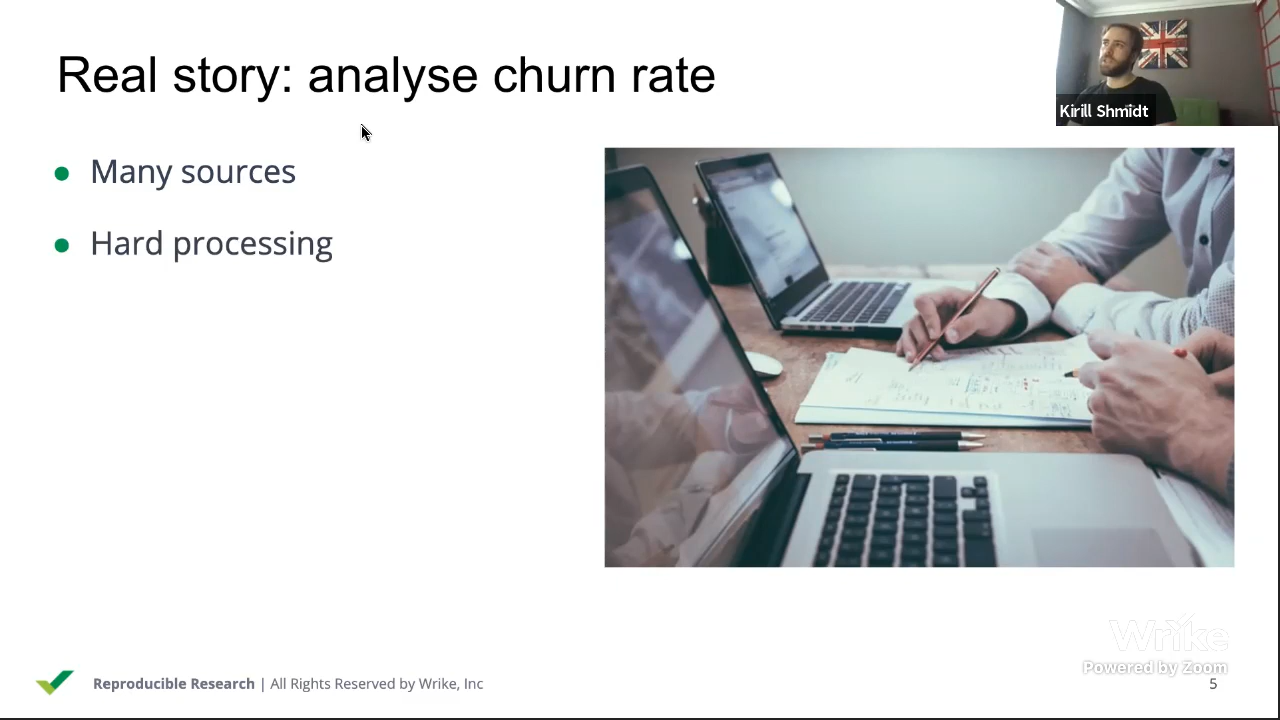 Real story: analyse churn rate
Kirill Shmidt
Many sources
Hard processing
Wrike
Powered by Zoom
Reproducible Research | All Rights Reserved by Wrike, Inc
5